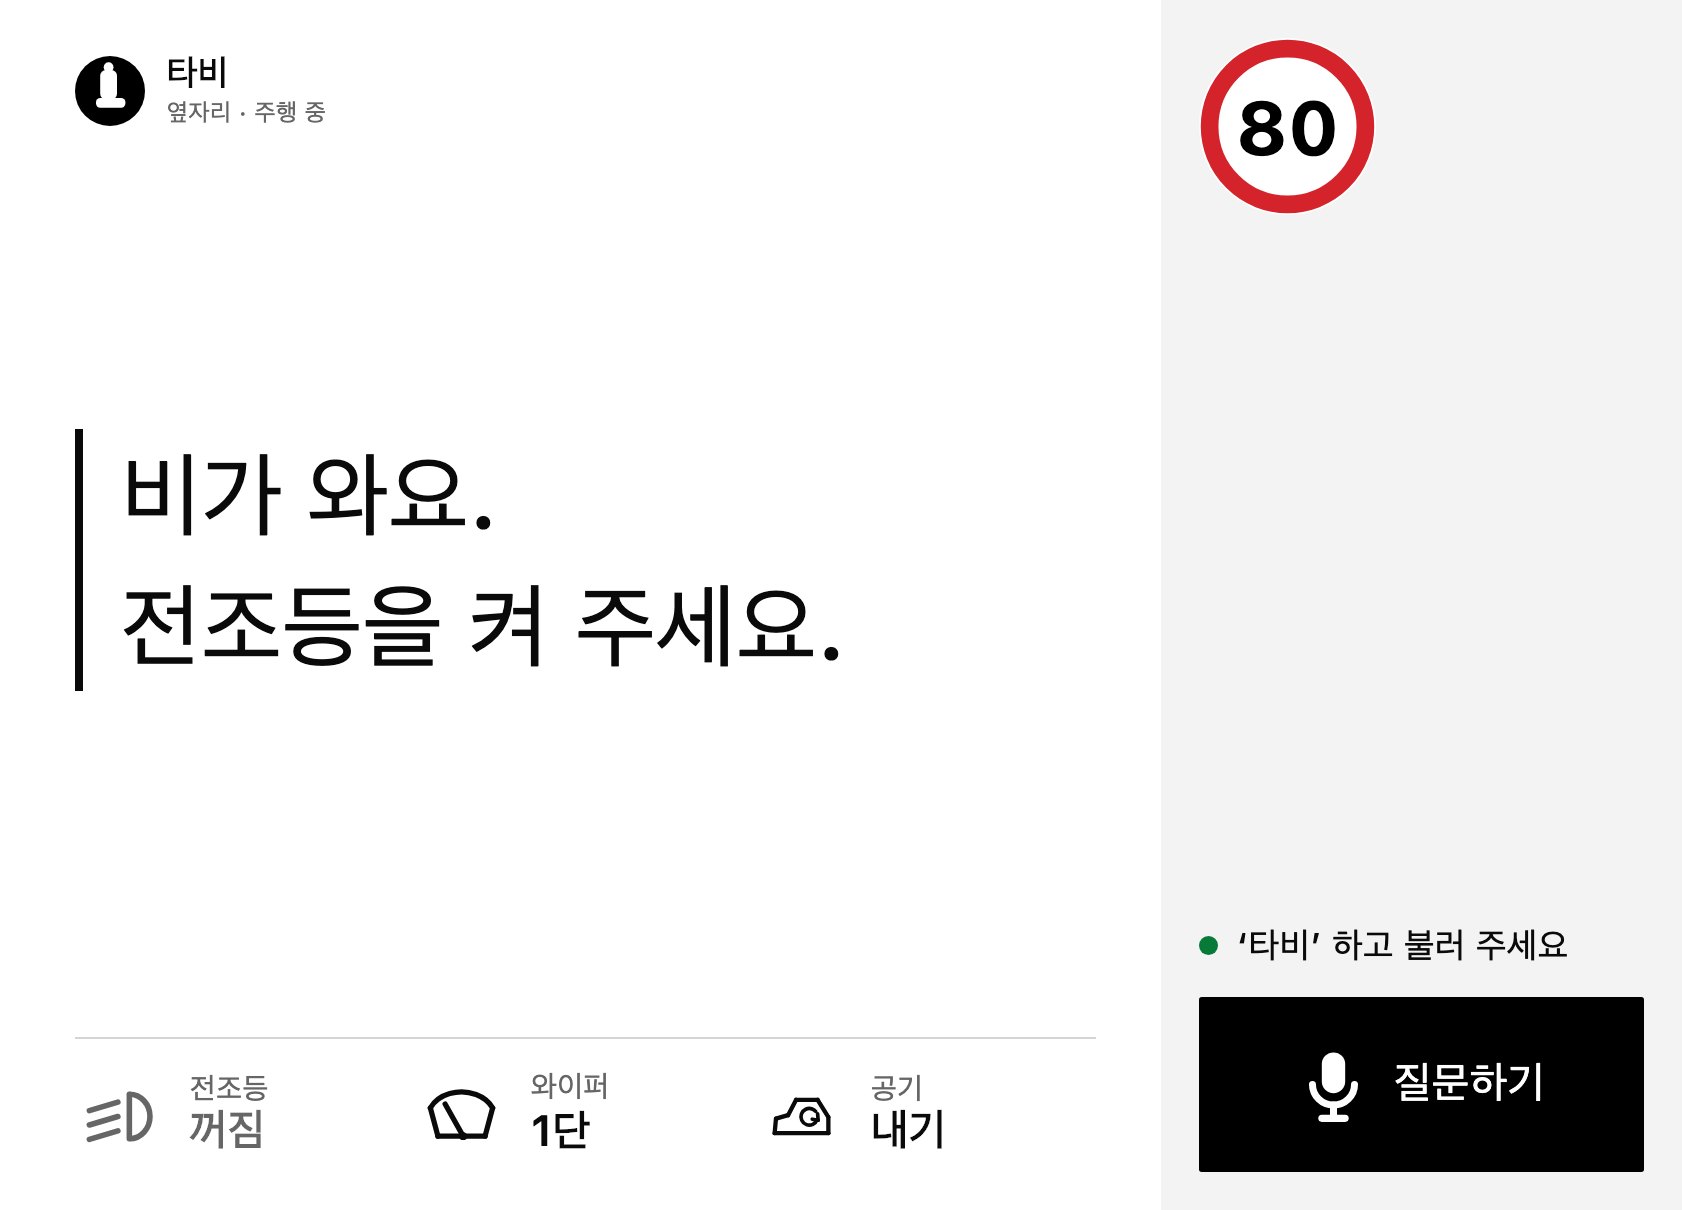 타비
옆자리 · 주행 중
80
비가 와요.
전조등을 켜 주세요.
‘타비’ 하고 불러 주세요
질문하기
전조등
꺼짐
와이퍼
1단
공기
내기